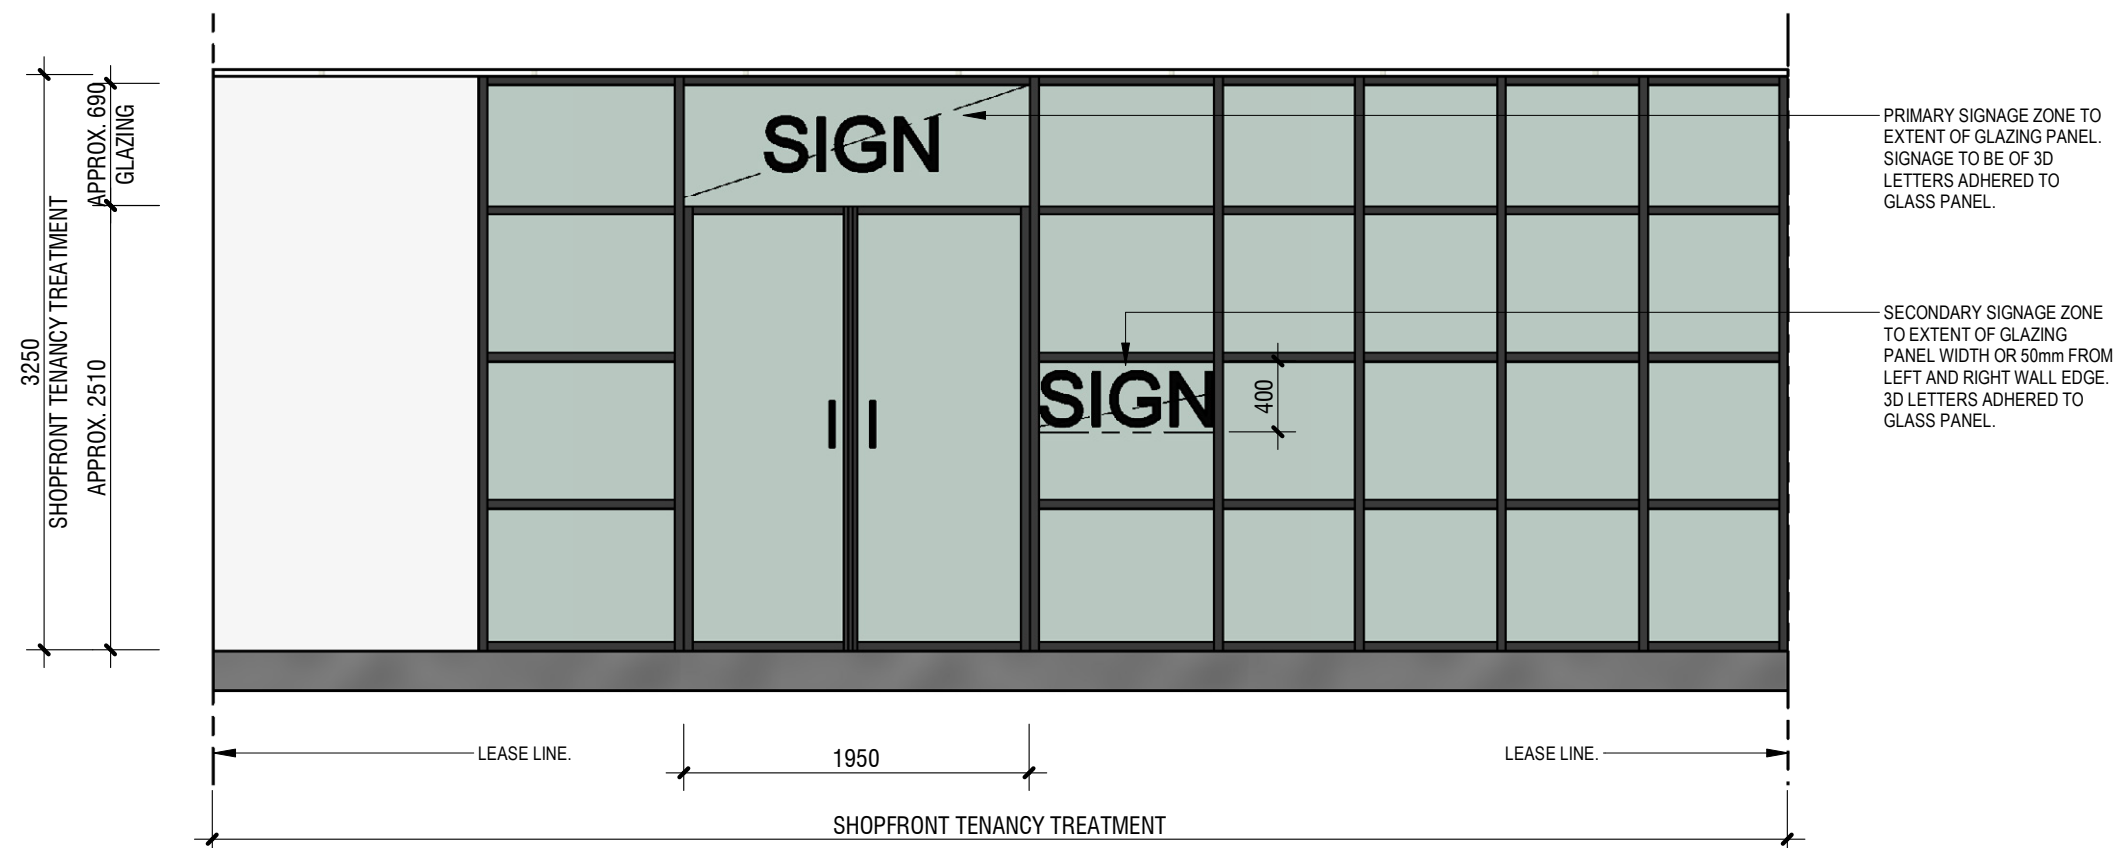 3250
SHOPFRONT TENANCY TREATMENT
APPROX. 690
GLAZING
APPROX. 2510
SIGN
PRIMARY SIGNAGE ZONE TO
EXTENT OF GLAZING PANEL.
SIGNAGE TO BE OF 3D
LETTERS ADHERED TO
GLASS PANEL.
SIGN
400
SECONDARY SIGNAGE ZONE
TO EXTENT OF GLAZING
PANEL WIDTH OR 50mm FROM
LEFT AND RIGHT WALL EDGE.
3D LETTERS ADHERED TO
GLASS PANEL.
LEASE LINE.
1950
LEASE LINE.
SHOPFRONT TENANCY TREATMENT